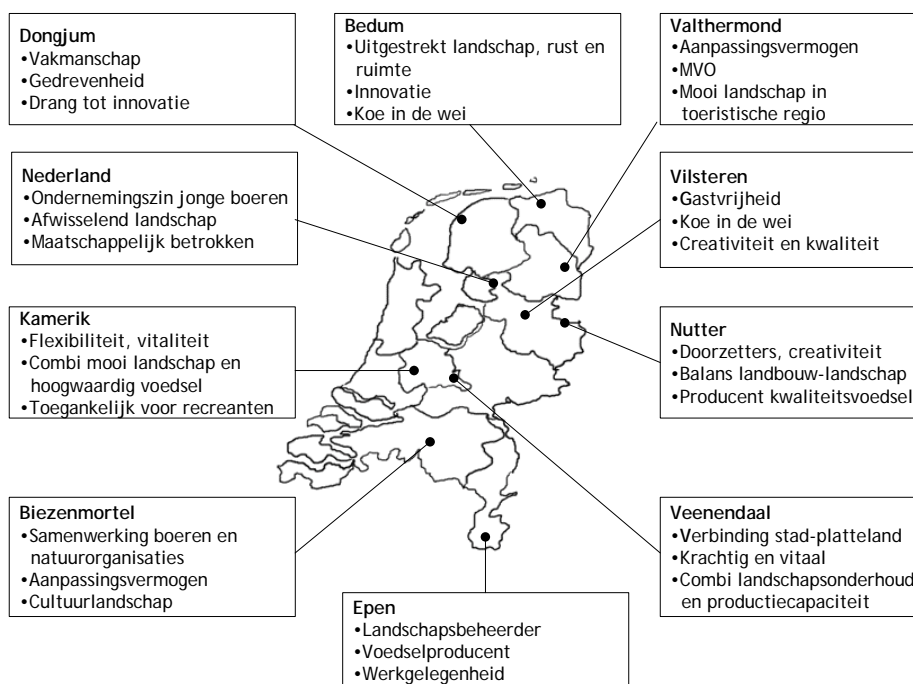 Dongjum
•Vakmanschap
•Gedrevenheid
•Drang tot innovatie
Bedum
•Uitgestrekt landschap, rust en
ruimte
•Innovatie
•Koe in de wei
Valthermond
•Aanpassingsvermogen
•MVO
•Mooi landschap in
toeristische regio
Nederland
•Ondernemingszin jonge boeren
•Afwisselend landschap
•Maatschappelijk betrokken
Vilsteren
•Gastvrijheid
•Koe in de wei
•Creativiteit en kwaliteit
Kamerik
•Flexibiliteit, vitaliteit
•Combi mooi landschap en
hoogwaardig voedsel
•Toegankelijk voor recreanten
Nutter
•Doorzetters, creativiteit
•Balans landbouw-landschap
•Producent kwaliteitsvoedsel
Biezenmortel
•Samenwerking boeren en
natuurorganisaties
•Aanpassingsvermogen
•Cultuurlandschap
Epen
•Landschapsbeheerder
•Voedselproducent
•Werkgelegenheid
Veenendaal
•Verbinding stad-platteland
•Krachtig en vitaal
•Combi landschapsonderhoud
en productiecapaciteit